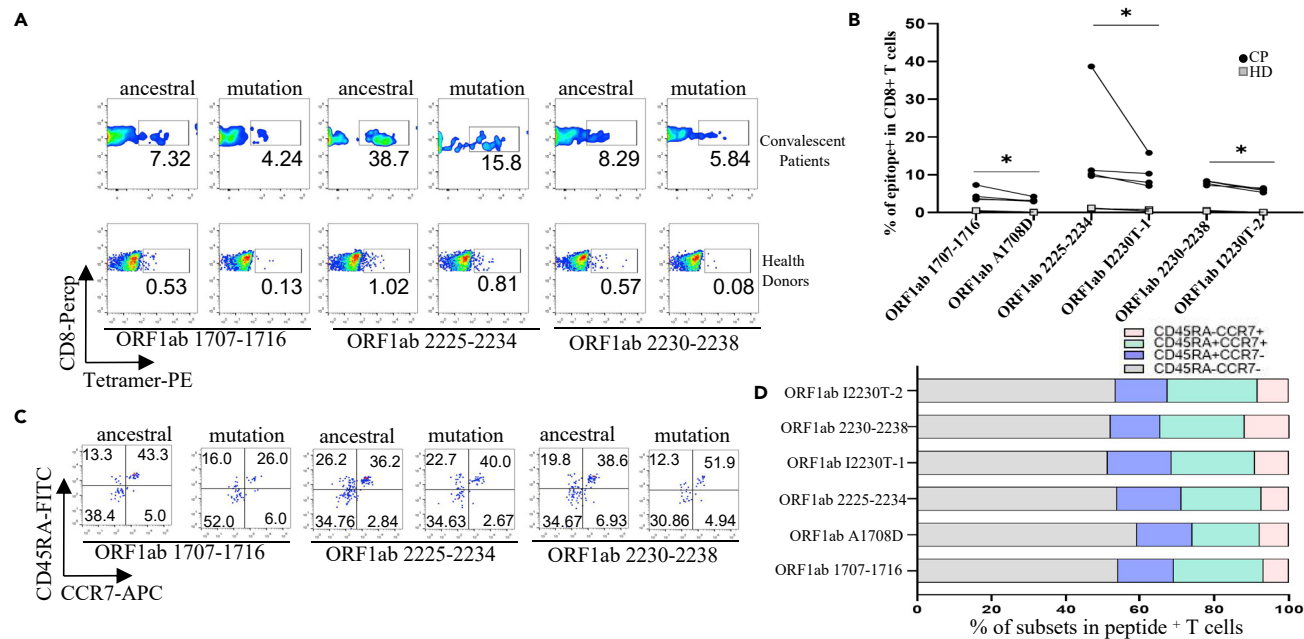 A
ancestral mutation ancestral mutation ancestral mutation
7.32 4.24 38.7 15.8 8.29 5.84
Convalescent
Patients
0.53 0.13 1.02 0.81 0.57 0.08
Health
Donors
ORF1ab 1707-1716 ORF1ab 2225-2234 ORF1ab 2230-2238
CD8-Perep
Tetramer-PE
B
% of epitope+ in CD8+ T cells
50
40
30
20
10
0
* * *
CP
HD
ORF1ab 1707-1716
ORF1ab A1708D
ORF1ab 2225-2234
ORF1ab I2230T-1
ORF1ab 2230-2238
ORF1ab I2230T-2
C
ancestral mutation ancestral mutation ancestral mutation
13.3 43.3 16.0 26.0 26.2 36.2 22.7 40.0 19.8 38.6 12.3 51.9
38.4 5.0 52.0 6.0 34.76 2.84 34.63 2.67 34.67 6.93 30.86 4.94
ORF1ab 1707-1716 ORF1ab 2225-2234 ORF1ab 2230-2238
CD45RA-FITC
CCR7-APC
D
CD45RA-CCR7+
CD45RA+CCR7+
CD45RA+CCR7-
CD45RA-CCR7-
ORF1ab I2230T-2
ORF1ab 2230-2238
ORF1ab I2230T-1
ORF1ab 2225-2234
ORF1ab A1708D
ORF1ab 1707-1716
0 20 40 60 80 100
% of subsets in peptide + T cells